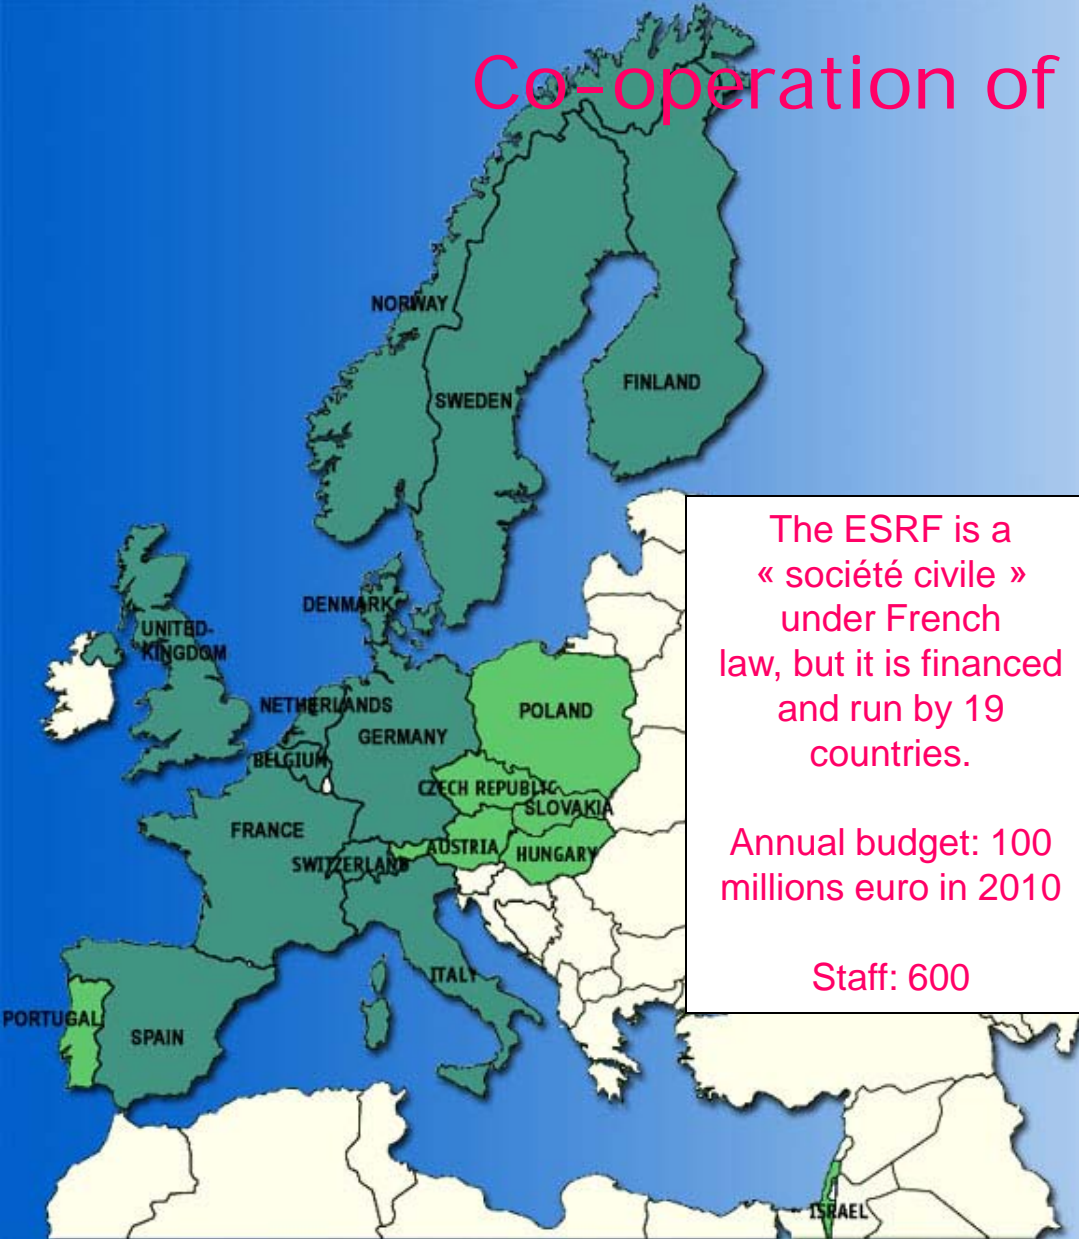 Co-operation of
NORWAY
FINLAND
SWEDEN
The ESRF is a
« société civile »
under French
law, but it is financed
and run by 19
countries.
Annual budget: 100
millions euro in 2010
Staff: 600
DENMARK
UNITED-
KINGDOM
NETHERLANDS
POLAND
GERMANY
BELGIUM
CZECH REPUBLIC
SLOVAKIA
FRANCE
AUSTRIA
HUNGARY
SWITZERLAND
ITALY
PORTUGAL
SPAIN
ISRAEL